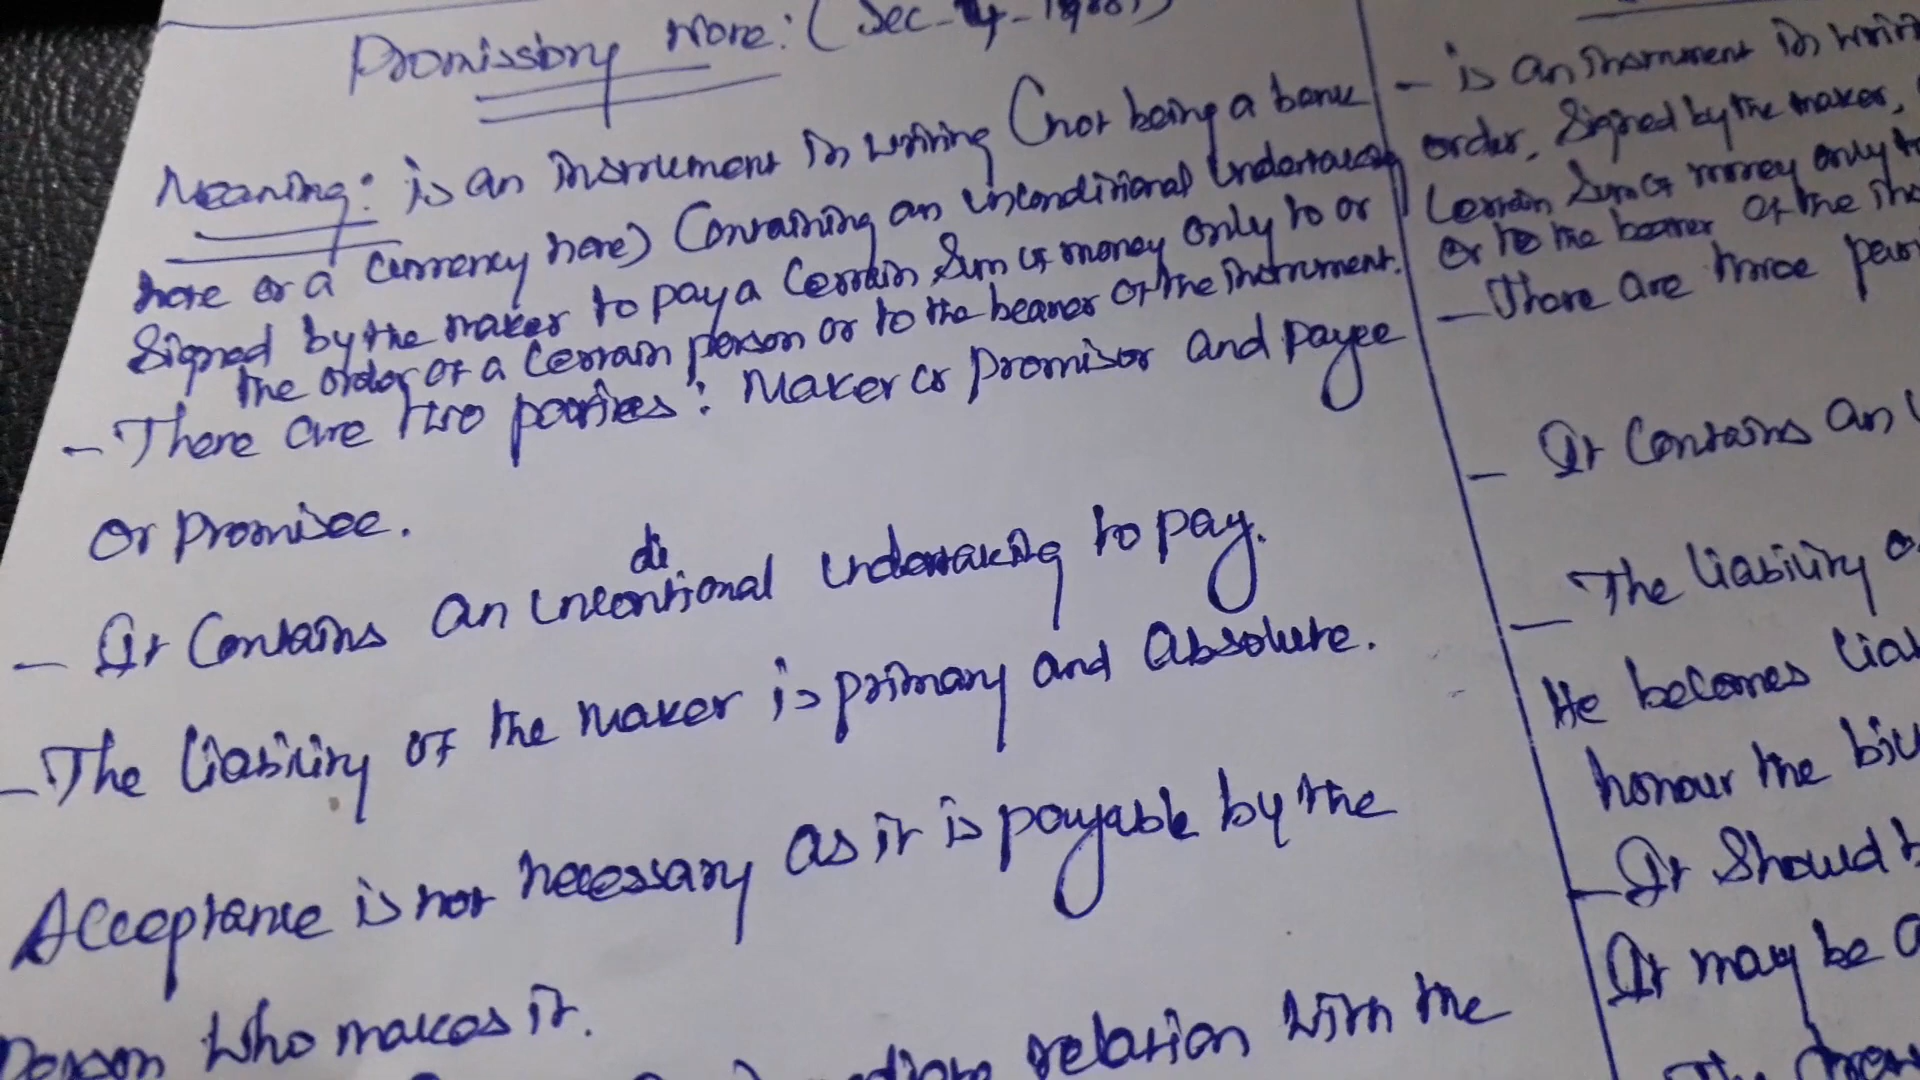 Promissory Note: (Sec-4-
Meaning: is an instrument in writing (not being a bank
note or a currency note) Containing an unconditional Undertaking
Signed by the maker to pay a Certain Sum of money only to or
the order of a Certain person or to the bearer of the instrument.
- There are Two parties: Maker or promisor and payee
or promisee.
di
- It Contains an unconttional undertaking to pay.
- The liability of the maker is primary and Absolute.
Acceptance is not necessary as it is payable by the
Person who makes it.
relation with the
- is an instrument in
order, Signed by the maker,
Certain Sum of money only
or to the bearer of the
- There are three
- It Contains an
- The liability
He becomes
honour the
- It Should
It may be